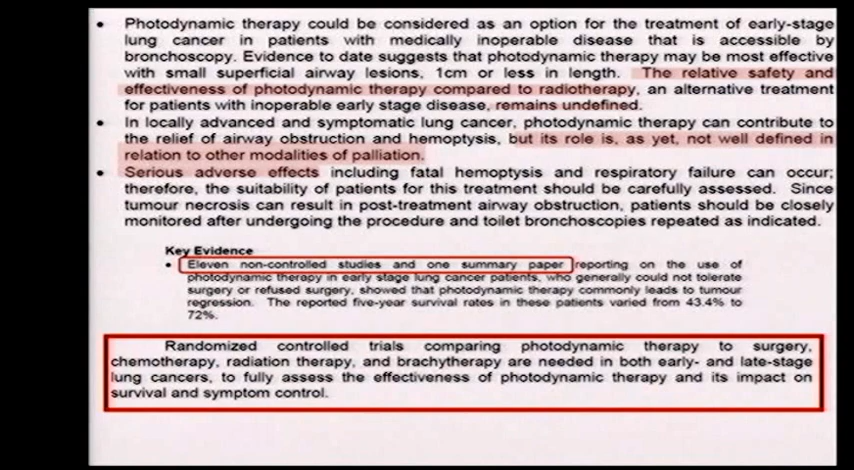 • Photodynamic therapy could be considered as an option for the treatment of early-stage
lung cancer in patients with medically inoperable disease that is accessible by
bronchoscopy. Evidence to date suggests that photodynamic therapy may be most effective
with small superficial airway lesions, 1cm or less in length. The relative safety and
effectiveness of photodynamic therapy compared to radiotherapy, an alternative treatment
for patients with inoperable early stage disease, remains undefined.
• In locally advanced and symptomatic lung cancer, photodynamic therapy can contribute to
the relief of airway obstruction and hemoptysis, but its role is, as yet, not well defined in
relation to other modalities of palliation.
• Serious adverse effects including fatal hemoptysis and respiratory failure can occur;
therefore, the suitability of patients for this treatment should be carefully assessed. Since
tumour necrosis can result in post-treatment airway obstruction, patients should be closely
monitored after undergoing the procedure and toilet bronchoscopies repeated as indicated.
Key Evidence
• Eleven non-controlled studies and one summary paper reporting on the use of
photodynamic therapy in early stage lung cancer patients, who generally could not tolerate
surgery or refused surgery, showed that photodynamic therapy commonly leads to tumour
regression. The reported five-year survival rates in these patients varied from 43.4% to
72%.
Randomized controlled trials comparing photodynamic therapy to surgery,
chemotherapy, radiation therapy, and brachytherapy are needed in both early- and late-stage
lung cancers, to fully assess the effectiveness of photodynamic therapy and its impact on
survival and symptom control.